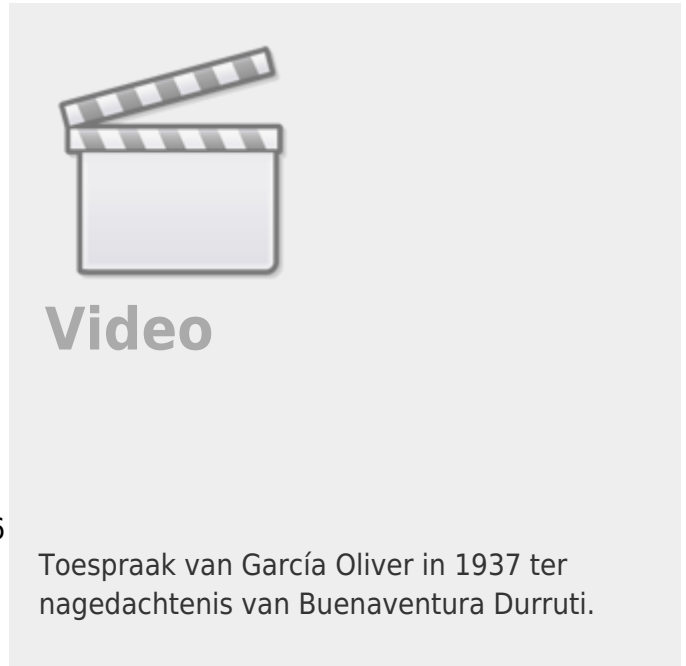 Video
Toespraak van García Oliver in 1937 ter
nagedachtenis van Buenaventura Durruti.